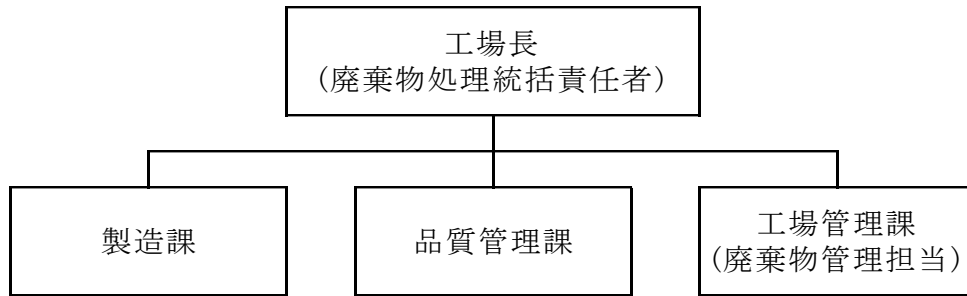 工場長
(廃棄物処理統括責任者)
製造課
品質管理課
工場管理課
(廃棄物管理担当)